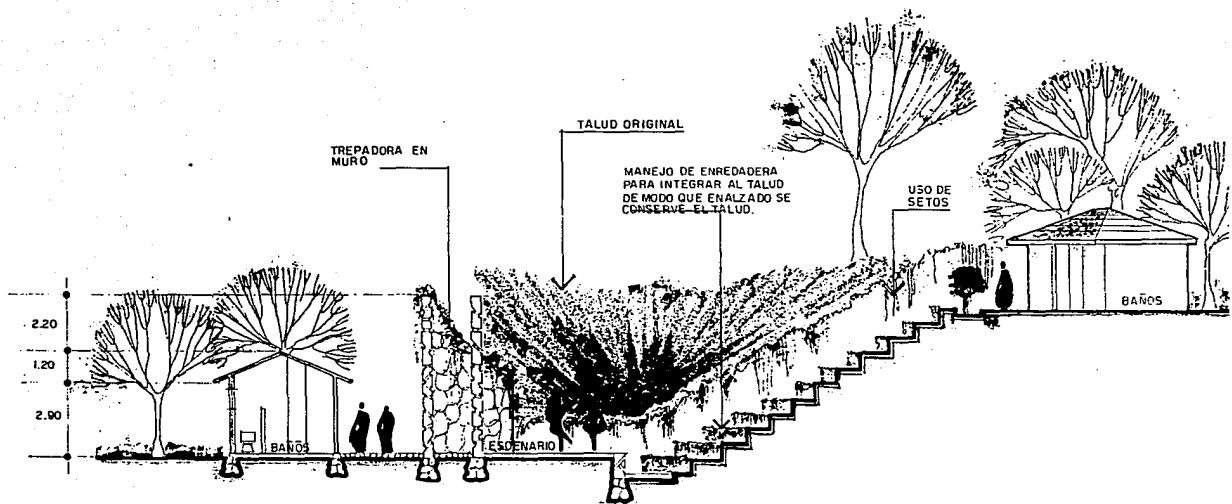 TALUD ORIGINAL
TREPADORA EN
MURO
MANEJO DE ENREDADERA
PARA INTEGRAR AL TALUD
DE MODO QUE ENALZADO SE
CONSERVE EL TALUD.
USO DE
SETOS
BAÑOS
2.20
1.20
2.90
BAÑOS
ESCENARIO